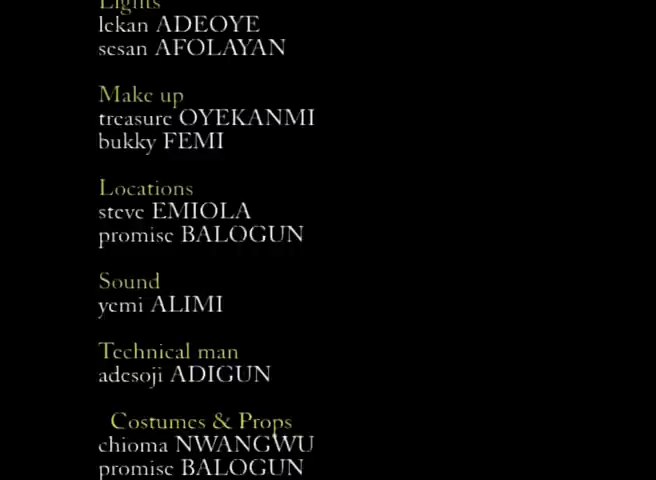 Lights
lekan ADEOYE
sesan AFOLAYAN
Make up
treasure OYEKANMI
bukky FEMI
Locations
steve EMIOLA
promise BALOGUN
Sound
yemi ALIMI
Technical man
adesoji ADIGUN
Costumes & Props
chioma NWANGWU
promise BALOGUN